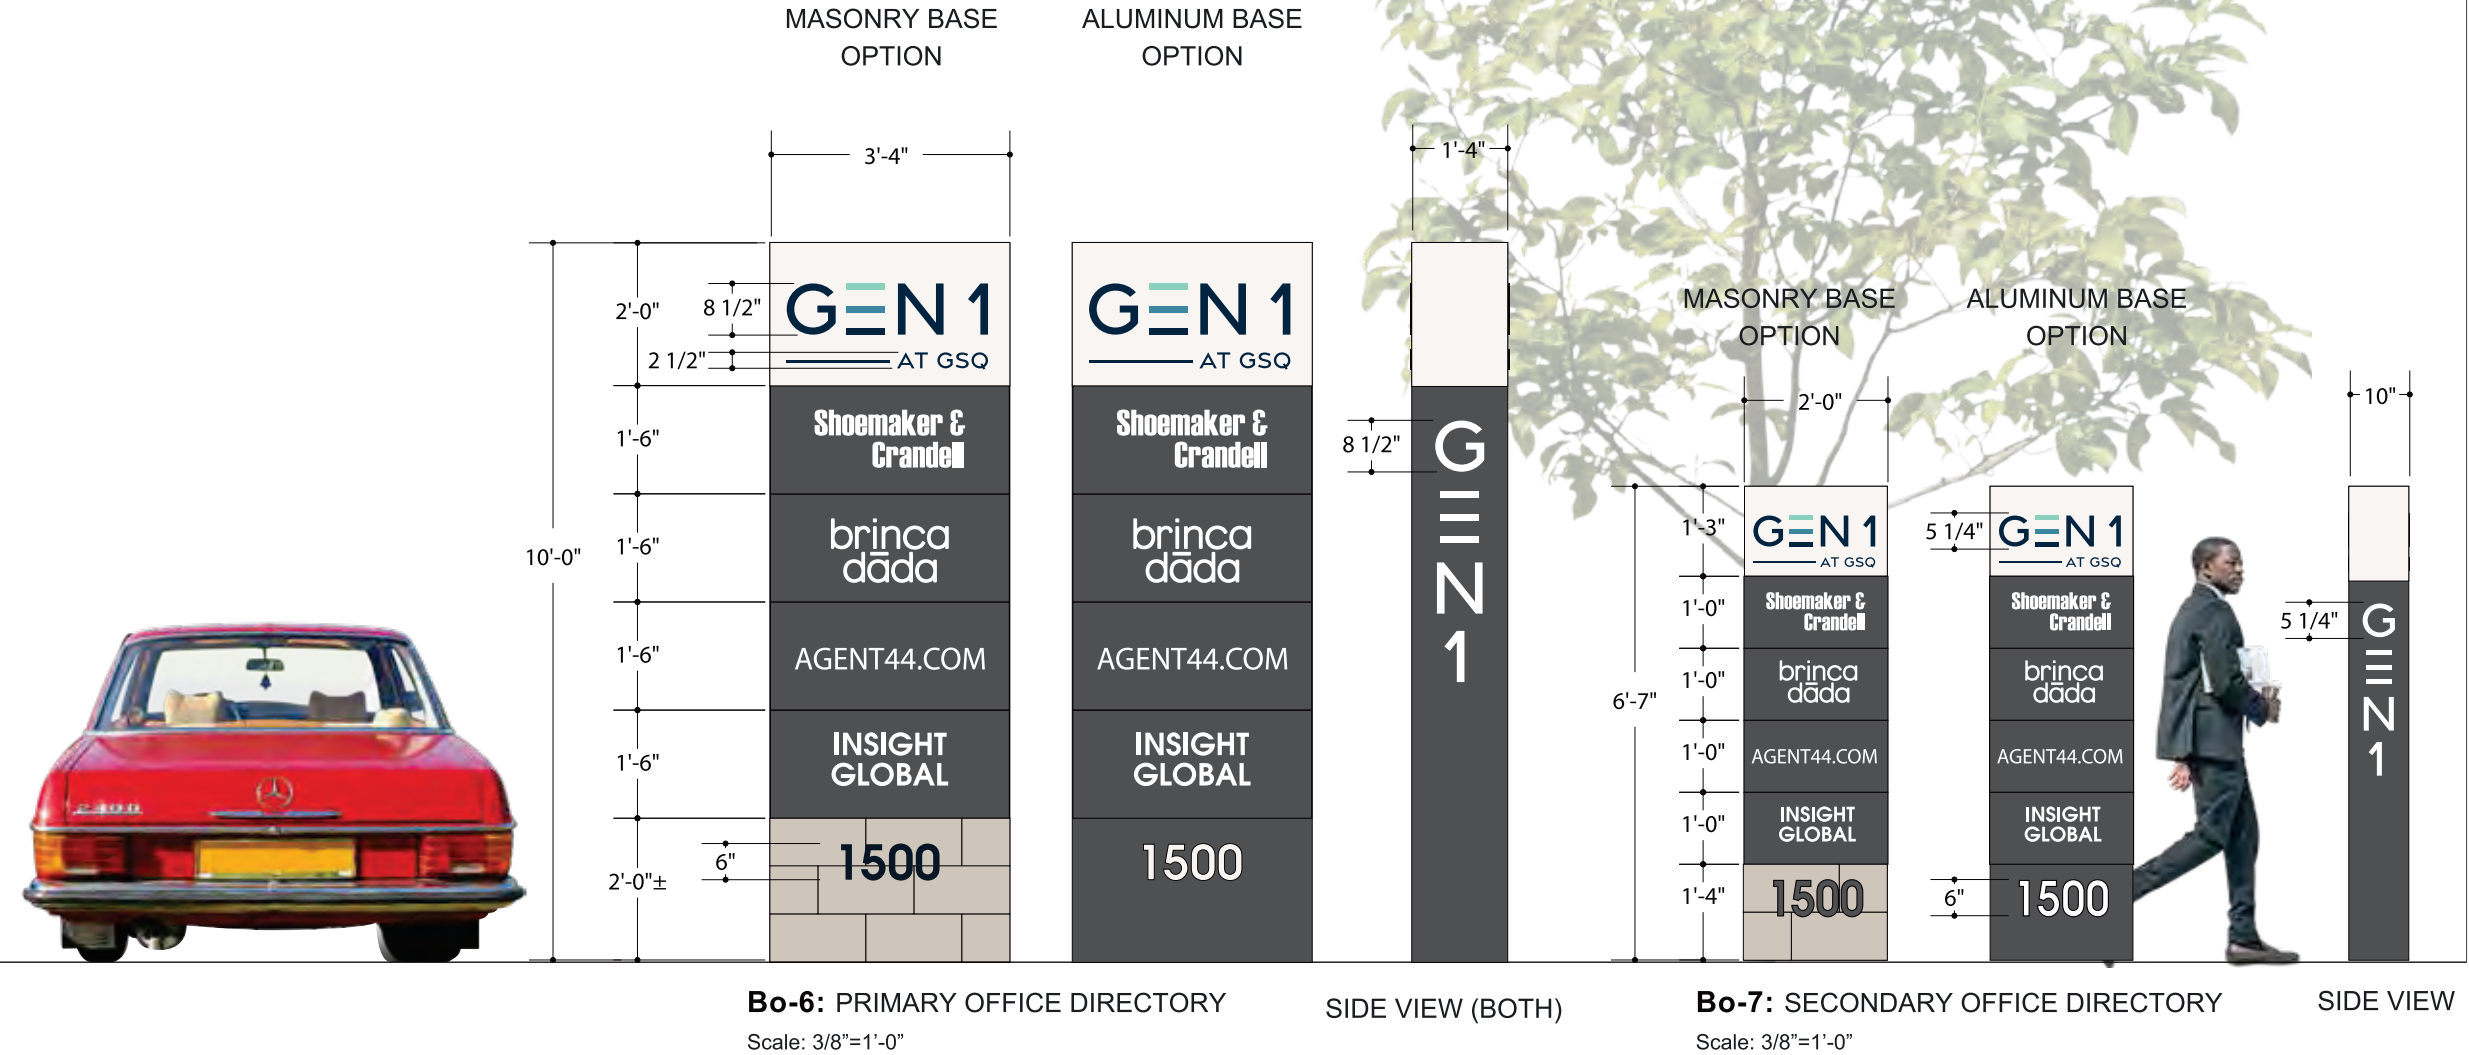 MASONRY BASE
OPTION
ALUMINUM BASE
OPTION
3'-4"
1'-4"
10'-0"
2'-0"
8 1/2"
2 1/2"
1'-6"
1'-6"
1'-6"
1'-6"
2'-0"±
6"
GEN 1
AT GSQ
Shoemaker &
Crandell
brinca
dāda
AGENT44.COM
INSIGHT
GLOBAL
1500
GEN 1
AT GSQ
Shoemaker &
Crandell
brinca
dāda
AGENT44.COM
INSIGHT
GLOBAL
1500
8 1/2"
G
E
N
1
MASONRY BASE
OPTION
ALUMINUM BASE
OPTION
2'-0"
10"
6'-7"
1'-3"
1'-0"
1'-0"
1'-0"
1'-0"
1'-4"
GEN 1
AT GSQ
Shoemaker &
Crandell
brinca
dāda
AGENT44.COM
INSIGHT
GLOBAL
1500
5 1/4"
6"
GEN 1
AT GSQ
Shoemaker &
Crandell
brinca
dāda
AGENT44.COM
INSIGHT
GLOBAL
1500
5 1/4"
G
E
N
1
Bo-6: PRIMARY OFFICE DIRECTORY
Scale: 3/8”=1’-0”
SIDE VIEW (BOTH)
Bo-7: SECONDARY OFFICE DIRECTORY
Scale: 3/8”=1’-0”
SIDE VIEW